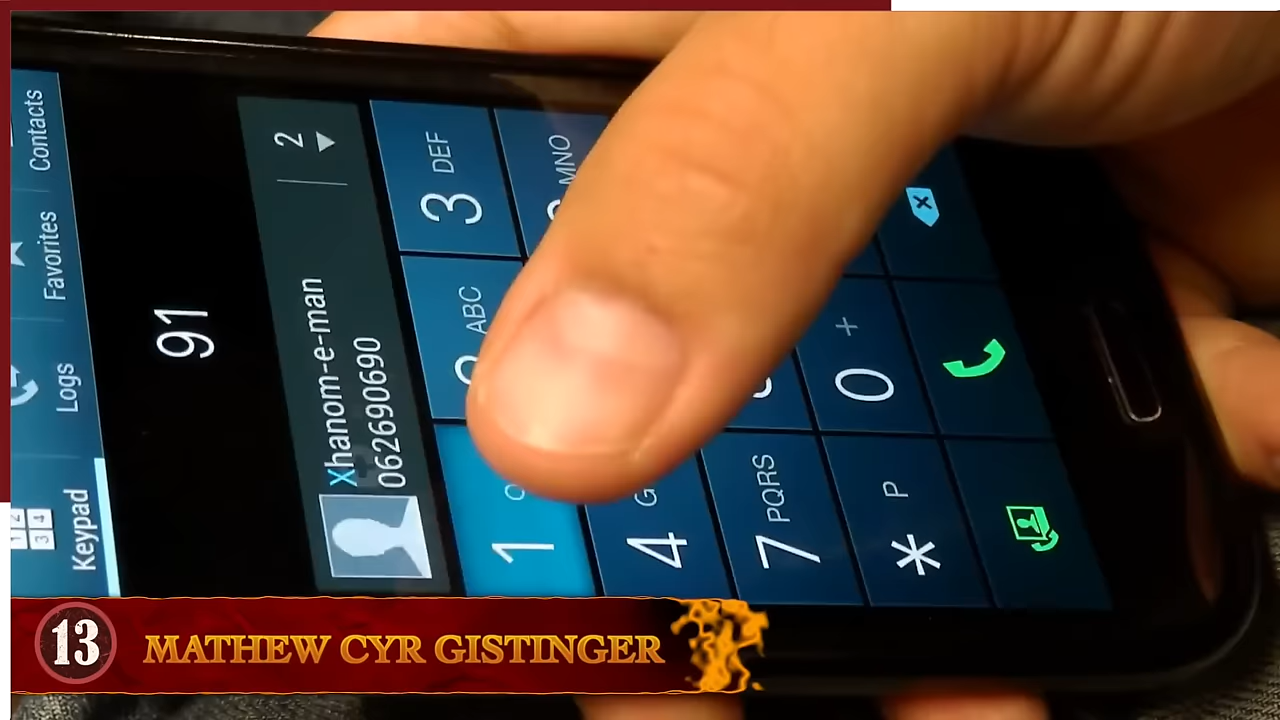 Contacts
Favorites
Logs
Keypad
91
2
Xhanom-e-man
062690690
1
ABC
3 DEF
4 G
MNO
7 PQRS
* P
0 +
13 MATHEW CYR GISTINGER